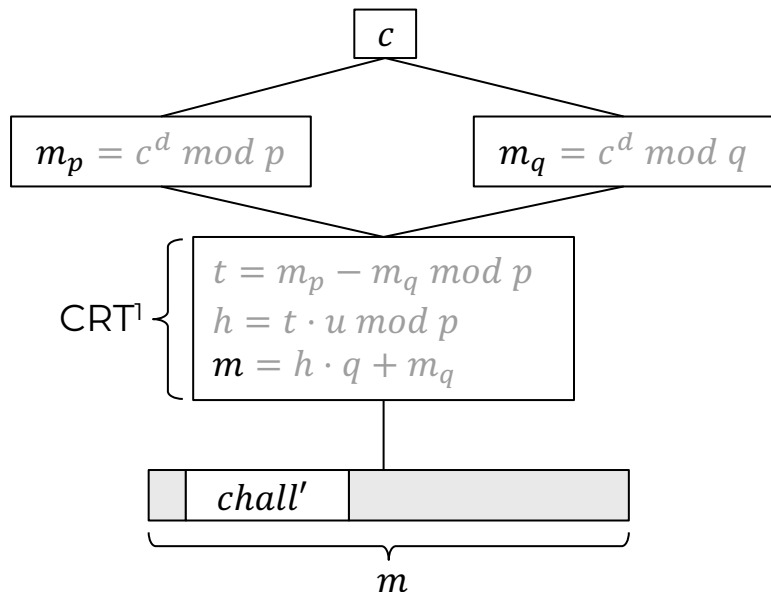 c
m_p = c^d mod p
m_q = c^d mod q
CRT¹
t = m_p − m_q mod p
h = t · u mod p
m = h · q + m_q
chall′
m